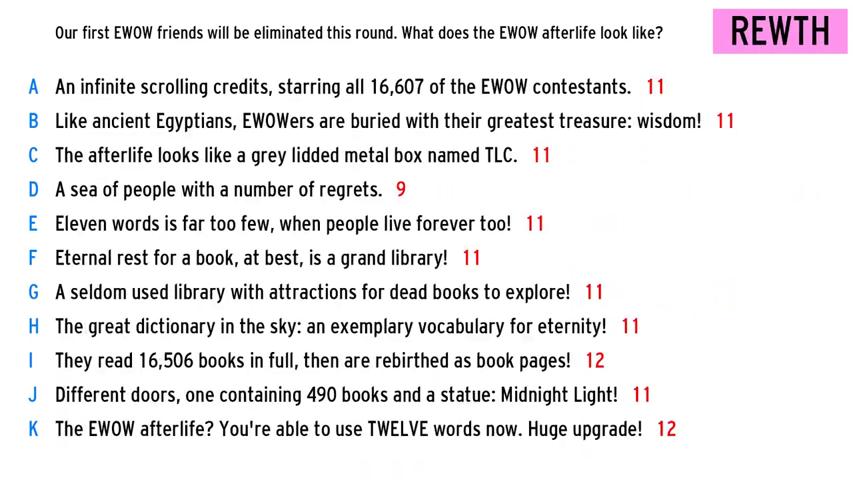 Our first EWOW friends will be eliminated this round. What does the EWOW afterlife look like?
REWTH
A An infinite scrolling credits, starring all 16,607 of the EWOW contestants. 11
B Like ancient Egyptians, EWOWers are buried with their greatest treasure: wisdom! 11
C The afterlife looks like a grey lidded metal box named TLC. 11
D A sea of people with a number of regrets. 9
E Eleven words is far too few, when people live forever too! 11
F Eternal rest for a book, at best, is a grand library! 11
G A seldom used library with attractions for dead books to explore! 11
H The great dictionary in the sky: an exemplary vocabulary for eternity! 11
I They read 16,506 books in full, then are rebirthed as book pages! 12
J Different doors, one containing 490 books and a statue: Midnight Light! 11
K The EWOW afterlife? You're able to use TWELVE words now. Huge upgrade! 12